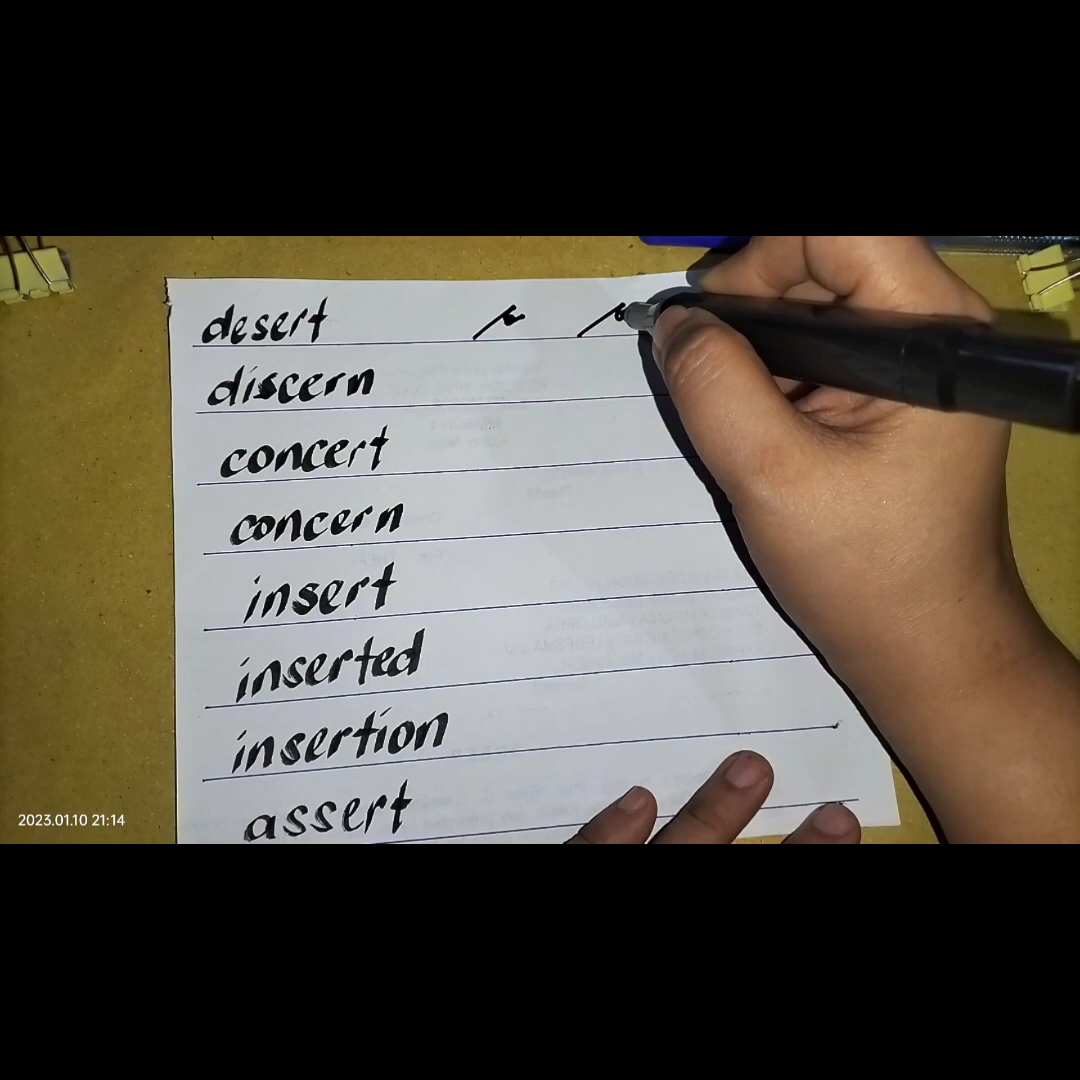 desert
discern
concert
concern
insert
inserted
insertion
assert
2023.01.10 21:14